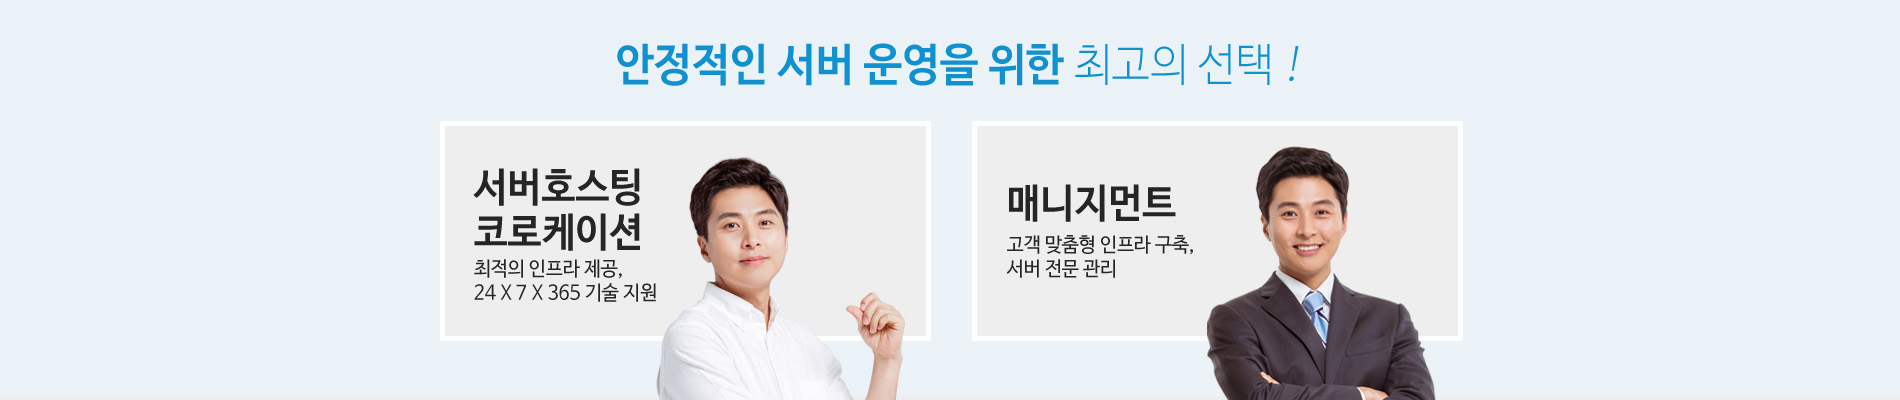 안정적인 서버 운영을 위한 최고의 선택 !
서버호스팅
코로케이션
최적의 인프라 제공,
24 X 7 X 365 기술 지원
매니지먼트
고객 맞춤형 인프라 구축,
서버 전문 관리